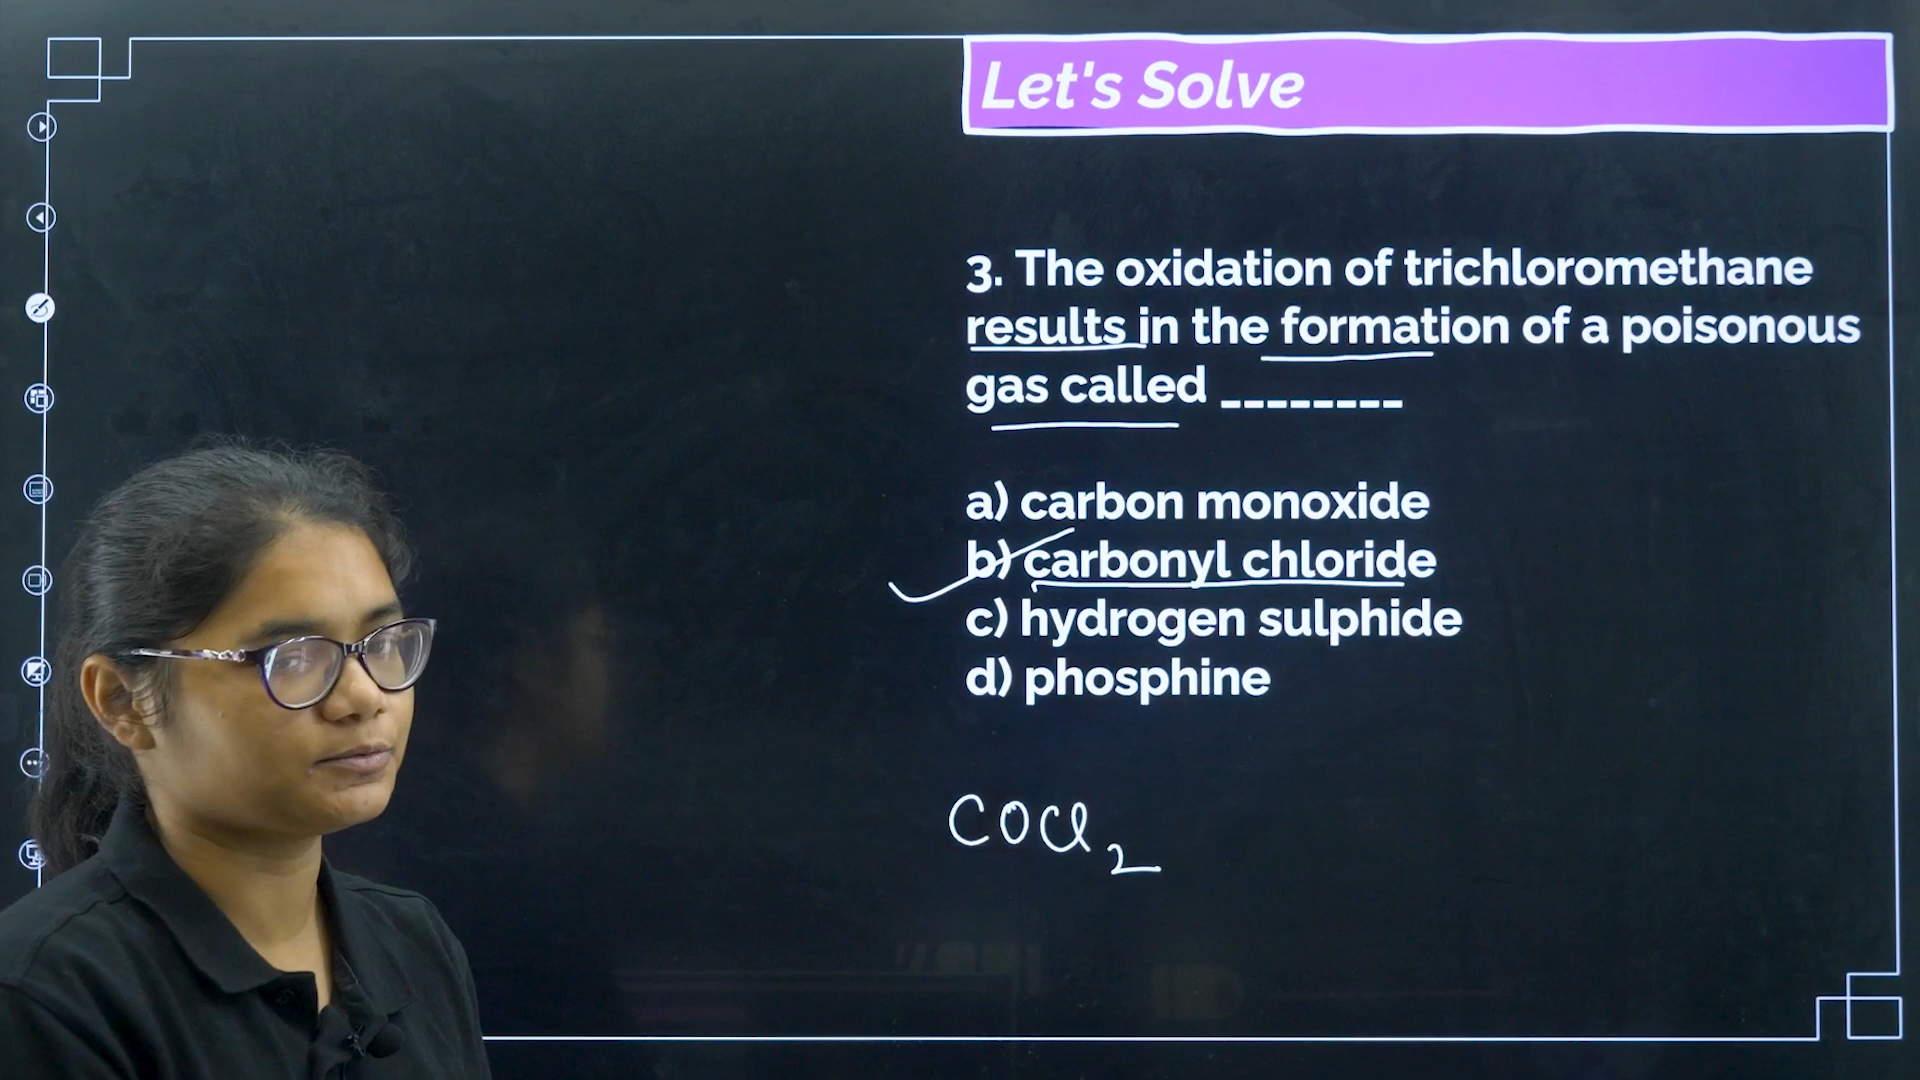 Let's Solve
3. The oxidation of trichloromethane
results in the formation of a poisonous
gas called ________
a) carbon monoxide
b) carbonyl chloride
c) hydrogen sulphide
d) phosphine
COCl2